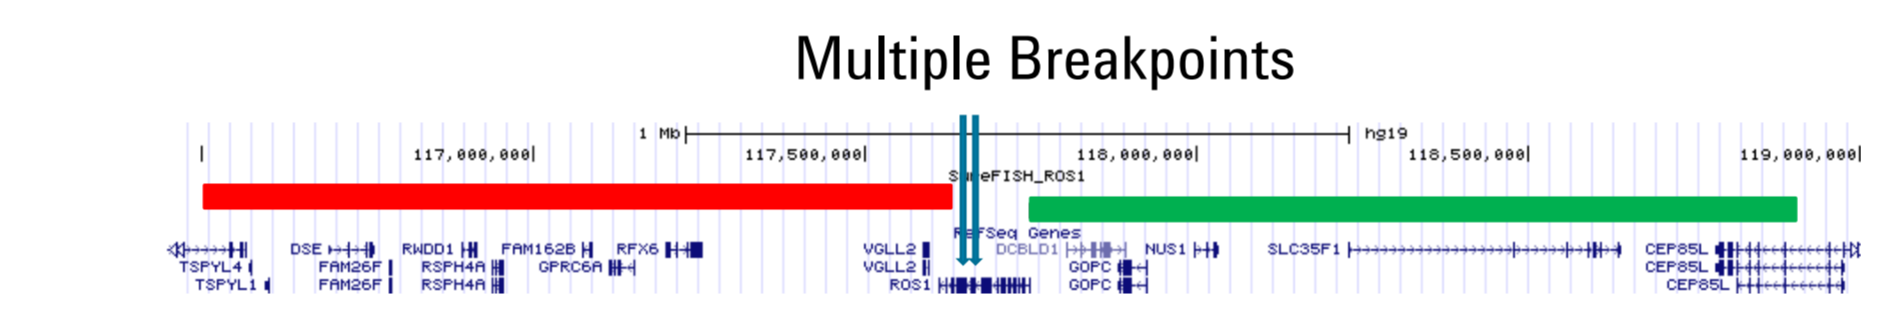 Multiple Breakpoints
1 Mb hg19
117,000,000| 117,500,000| 118,000,000| 118,500,000| 119,000,000|
SureFISH_ROS1
RefSeq Genes
DSE RWDD1 FAM162B RFX6 VGLL2 DCBLD1 NUS1 SLC35F1 CEP85L
TSPYL4 FAM26F RSPH4A GPRC6A VGLL2 GOPC CEP85L
TSPYL1 FAM26F RSPH4A ROS1 GOPC CEP85L